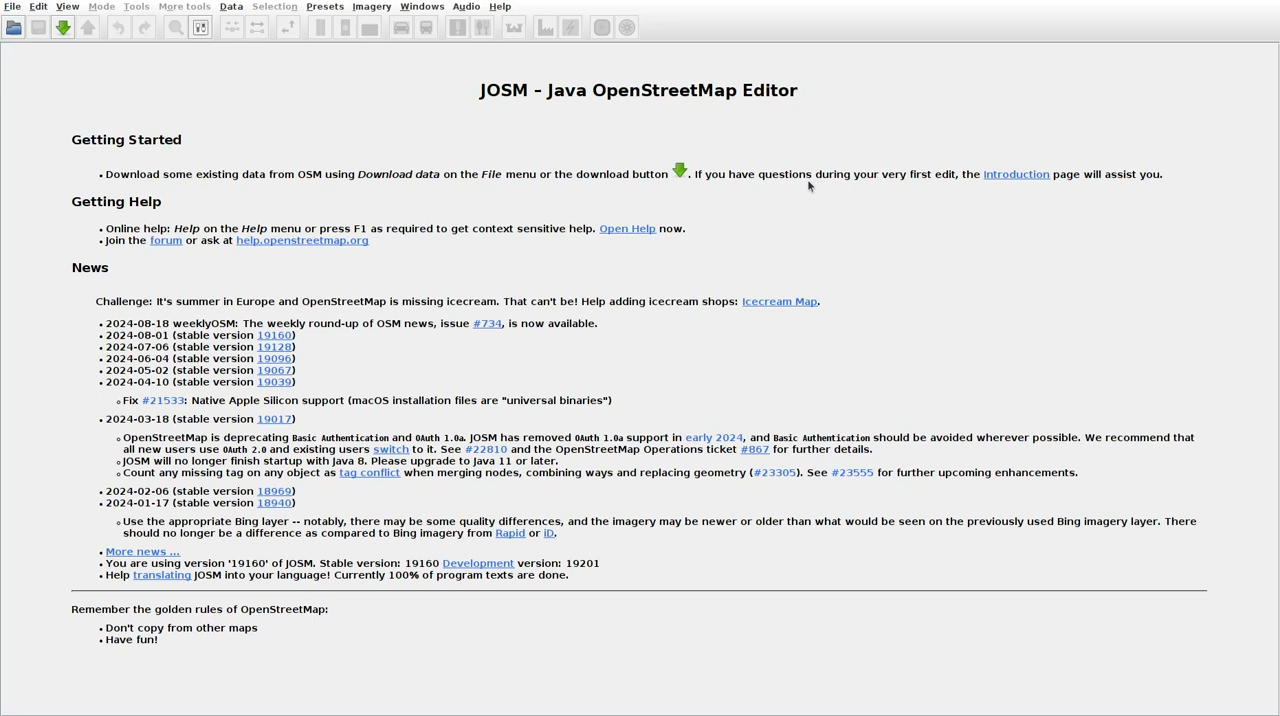 File Edit View Mode Tools More tools Data Selection Presets Imagery Windows Audio Help
JOSM – Java OpenStreetMap Editor
Getting Started
• Download some existing data from OSM using Download data on the File menu or the download button . If you have questions during your very first edit, the Introduction page will assist you.
Getting Help
• Online help: Help on the Help menu or press F1 as required to get context sensitive help. Open Help now.
• Join the forum or ask at help.openstreetmap.org
News
Challenge: It's summer in Europe and OpenStreetMap is missing icecream. That can't be! Help adding icecream shops: Icecream Map.
• 2024-08-18 weeklyOSM: The weekly round-up of OSM news, issue #734, is now available.
• 2024-08-01 (stable version 19160)
• 2024-07-06 (stable version 19128)
• 2024-06-04 (stable version 19096)
• 2024-05-02 (stable version 19067)
• 2024-04-10 (stable version 19039)
Fix #21533: Native Apple Silicon support (macOS installation files are "universal binaries")
• 2024-03-18 (stable version 19017)
OpenStreetMap is deprecating Basic Authentication and OAuth 1.0a. JOSM has removed OAuth 1.0a support in early 2024, and Basic Authentication should be avoided wherever possible. We recommend that
all new users use OAuth 2.0 and existing users switch to it. See #22810 and the OpenStreetMap Operations ticket #867 for further details.
JOSM will no longer finish startup with Java 8. Please upgrade to Java 11 or later.
Count any missing tag on any object as tag conflict when merging nodes, combining ways and replacing geometry (#23305). See #23555 for further upcoming enhancements.
• 2024-02-06 (stable version 18969)
• 2024-01-17 (stable version 18940)
Use the appropriate Bing layer -- notably, there may be some quality differences, and the imagery may be newer or older than what would be seen on the previously used Bing imagery layer. There
should no longer be a difference as compared to Bing imagery from Rapid or iD.
• More news ...
• You are using version '19160' of JOSM. Stable version: 19160 Development version: 19201
• Help translating JOSM into your language! Currently 100% of program texts are done.
Remember the golden rules of OpenStreetMap:
• Don't copy from other maps
• Have fun!